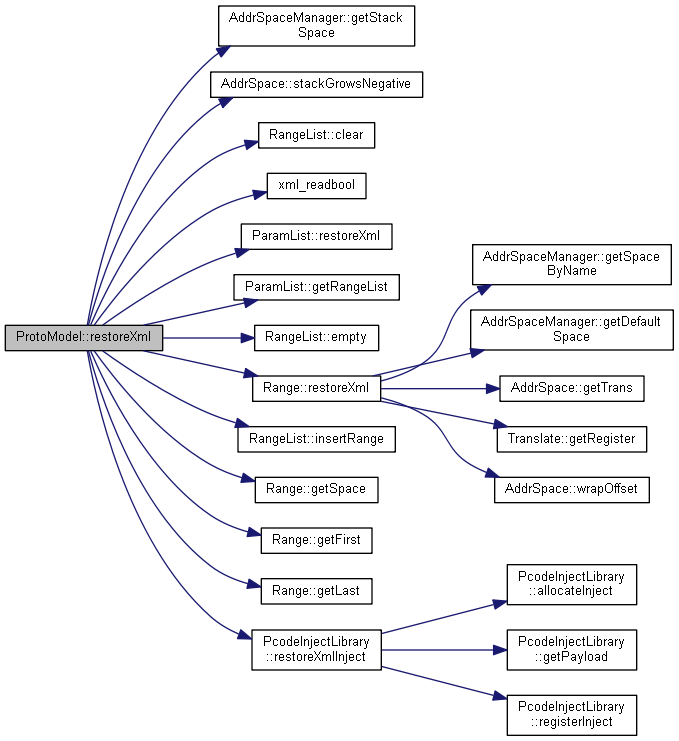 AddrSpaceManager::getStack
Space
AddrSpace::stackGrowsNegative
RangeList::clear
xml_readbool
ParamList::restoreXml
ParamList::getRangeList
ProtoModel::restoreXml
RangeList::empty
Range::restoreXml
RangeList::insertRange
Range::getSpace
Range::getFirst
Range::getLast
PcodeInjectLibrary
::restoreXmlInject
AddrSpaceManager::getSpace
ByName
AddrSpaceManager::getDefault
Space
AddrSpace::getTrans
Translate::getRegister
AddrSpace::wrapOffset
PcodeInjectLibrary
::allocateInject
PcodeInjectLibrary
::getPayload
PcodeInjectLibrary
::registerInject